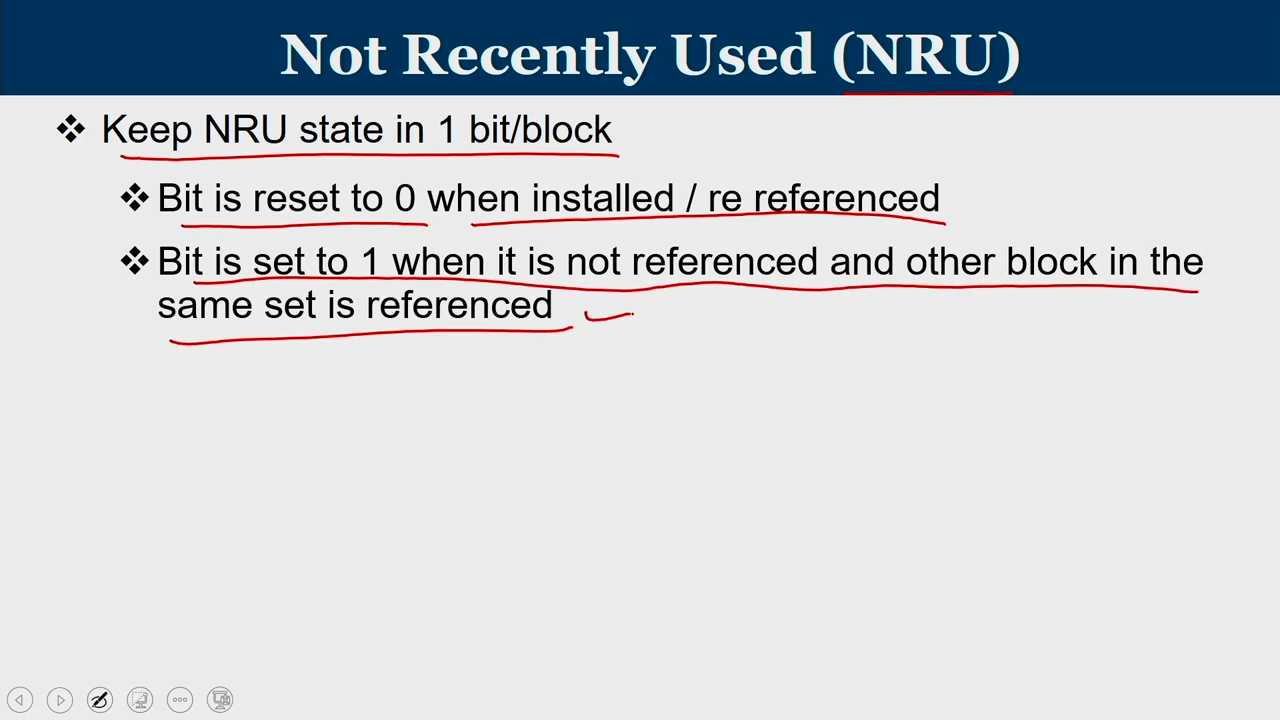 Not Recently Used (NRU)
❖ Keep NRU state in 1 bit/block
❖ Bit is reset to 0 when installed / re referenced
❖ Bit is set to 1 when it is not referenced and other block in the
same set is referenced